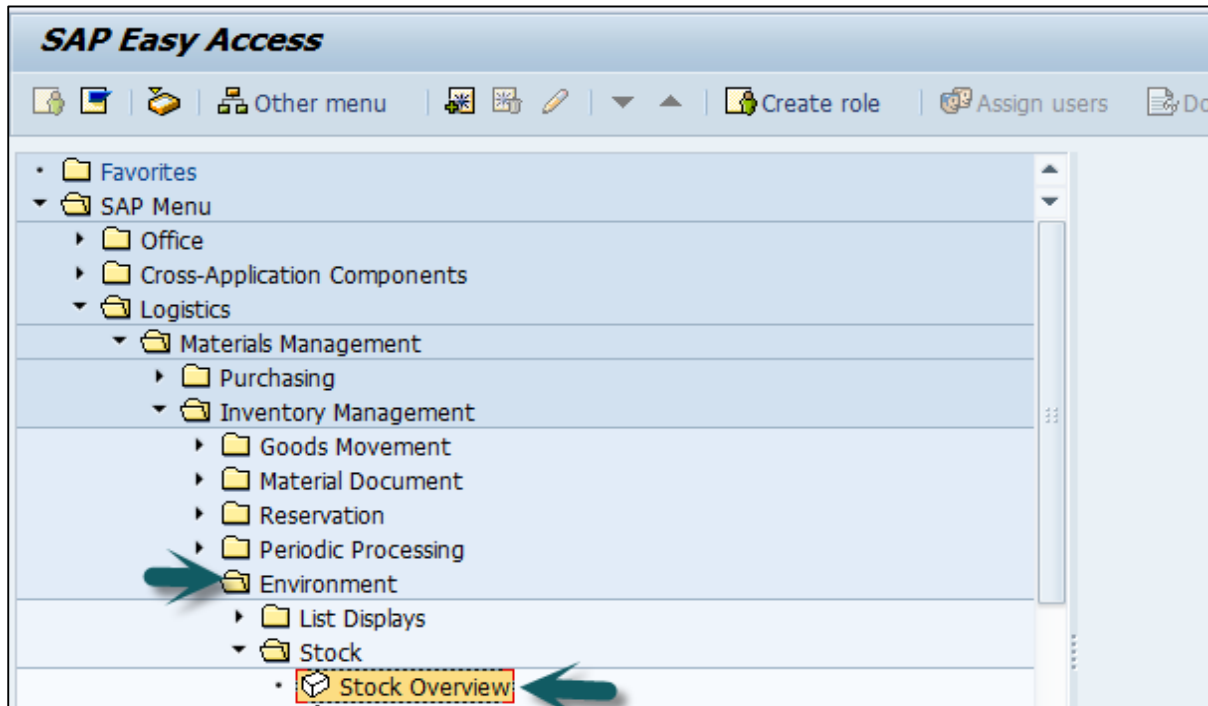 SAP Easy Access
Other menu Create role Assign users Do
Favorites
SAP Menu
Office
Cross-Application Components
Logistics
Materials Management
Purchasing
Inventory Management
Goods Movement
Material Document
Reservation
Periodic Processing
Environment
List Displays
Stock
Stock Overview